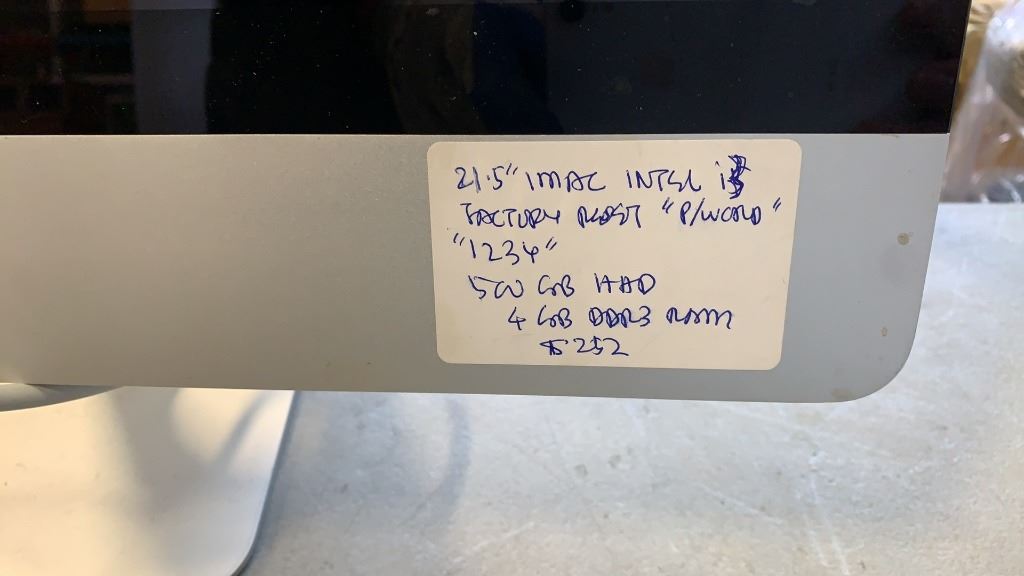 21.5" IMAC INTEL i3
FACTORY RESET "P/WORD"
"1234"
500 GB HDD
4 GB DDR3 RAM
$252